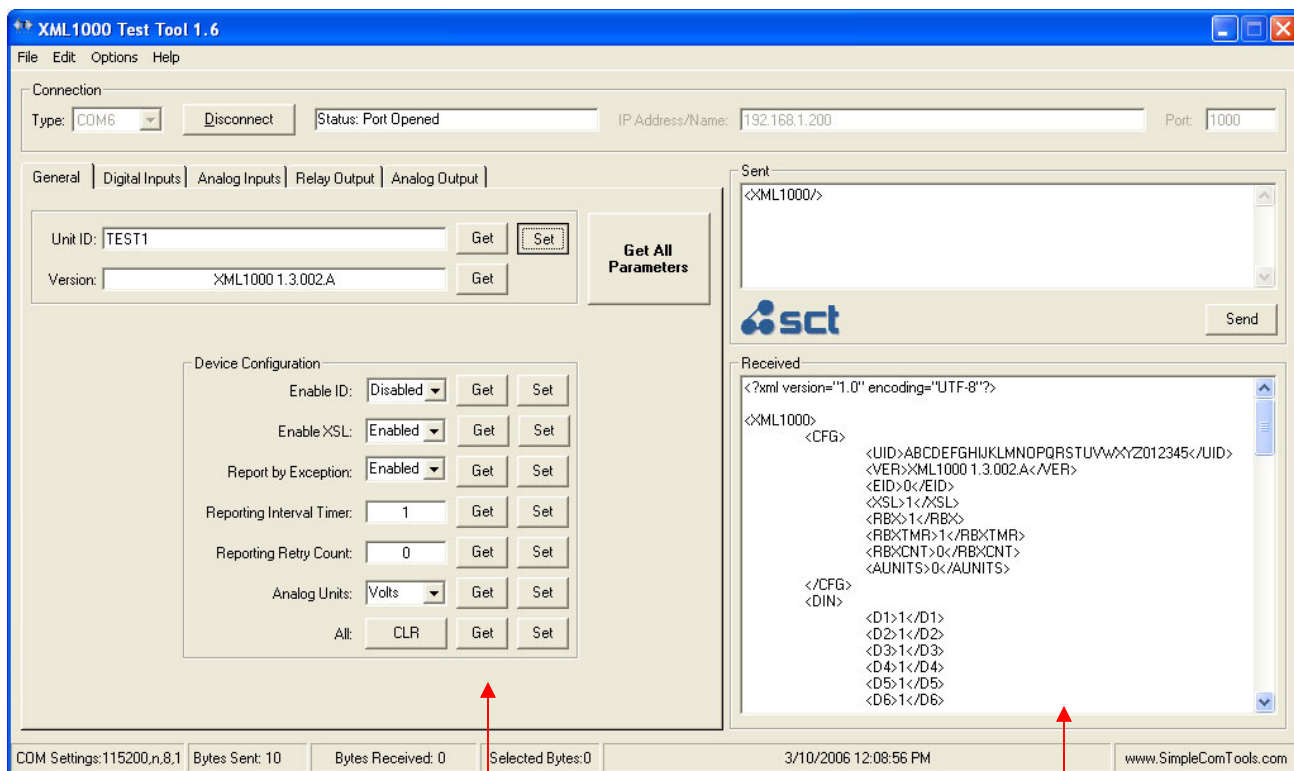 XML1000 Test Tool 1.6
File Edit Options Help
Connection
Type: COM6 Disconnect Status: Port Opened IP Address/Name: 192.168.1.200 Port: 1000
General Digital Inputs Analog Inputs Relay Output Analog Output
Unit ID: TEST1 Get Set
Version: XML1000 1.3.002.A Get
Get All
Parameters
Device Configuration
Enable ID: Disabled Get Set
Enable XSL: Enabled Get Set
Report by Exception: Enabled Get Set
Reporting Interval Timer: 1 Get Set
Reporting Retry Count: 0 Get Set
Analog Units: Volts Get Set
All: CLR Get Set
Sent
<XML1000/>
sct
Send
Received
<?xml version="1.0" encoding="UTF-8"?>
<XML1000>
<CFG>
<UID>ABCDEFGHIJKLMNOPQRSTUVwXYZ012345</UID>
<VER>XML1000 1.3.002.A</VER>
<EID>0</EID>
<XSL>1</XSL>
<RBX>1</RBX>
<RBXTMR>1</RBXTMR>
<RBXCNT>0</RBXCNT>
<AUNITS>0</AUNITS>
</CFG>
<DIN>
<D1>1</D1>
<D2>1</D2>
<D3>1</D3>
<D4>1</D4>
<D5>1</D5>
<D6>1</D6>
COM Settings:115200,n,8,1 Bytes Sent: 10 Bytes Received: 0 Selected Bytes:0 3/10/2006 12:08:56 PM www.SimpleComTools.com